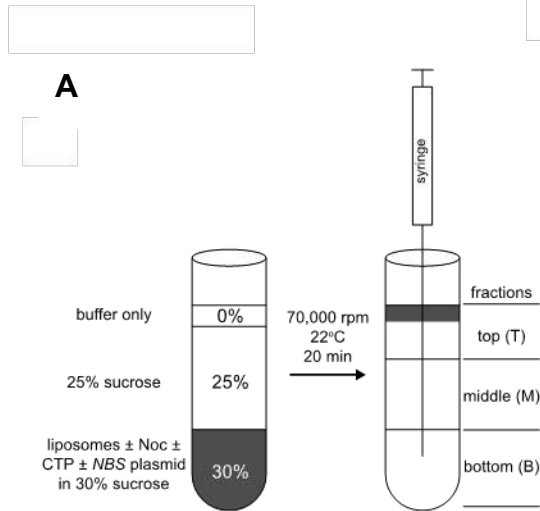 A
syringe
fractions
buffer only
0%
70,000 rpm
22°C
20 min
top (T)
25% sucrose
25%
middle (M)
liposomes ± Noc ±
CTP ± NBS plasmid
in 30% sucrose
30%
bottom (B)